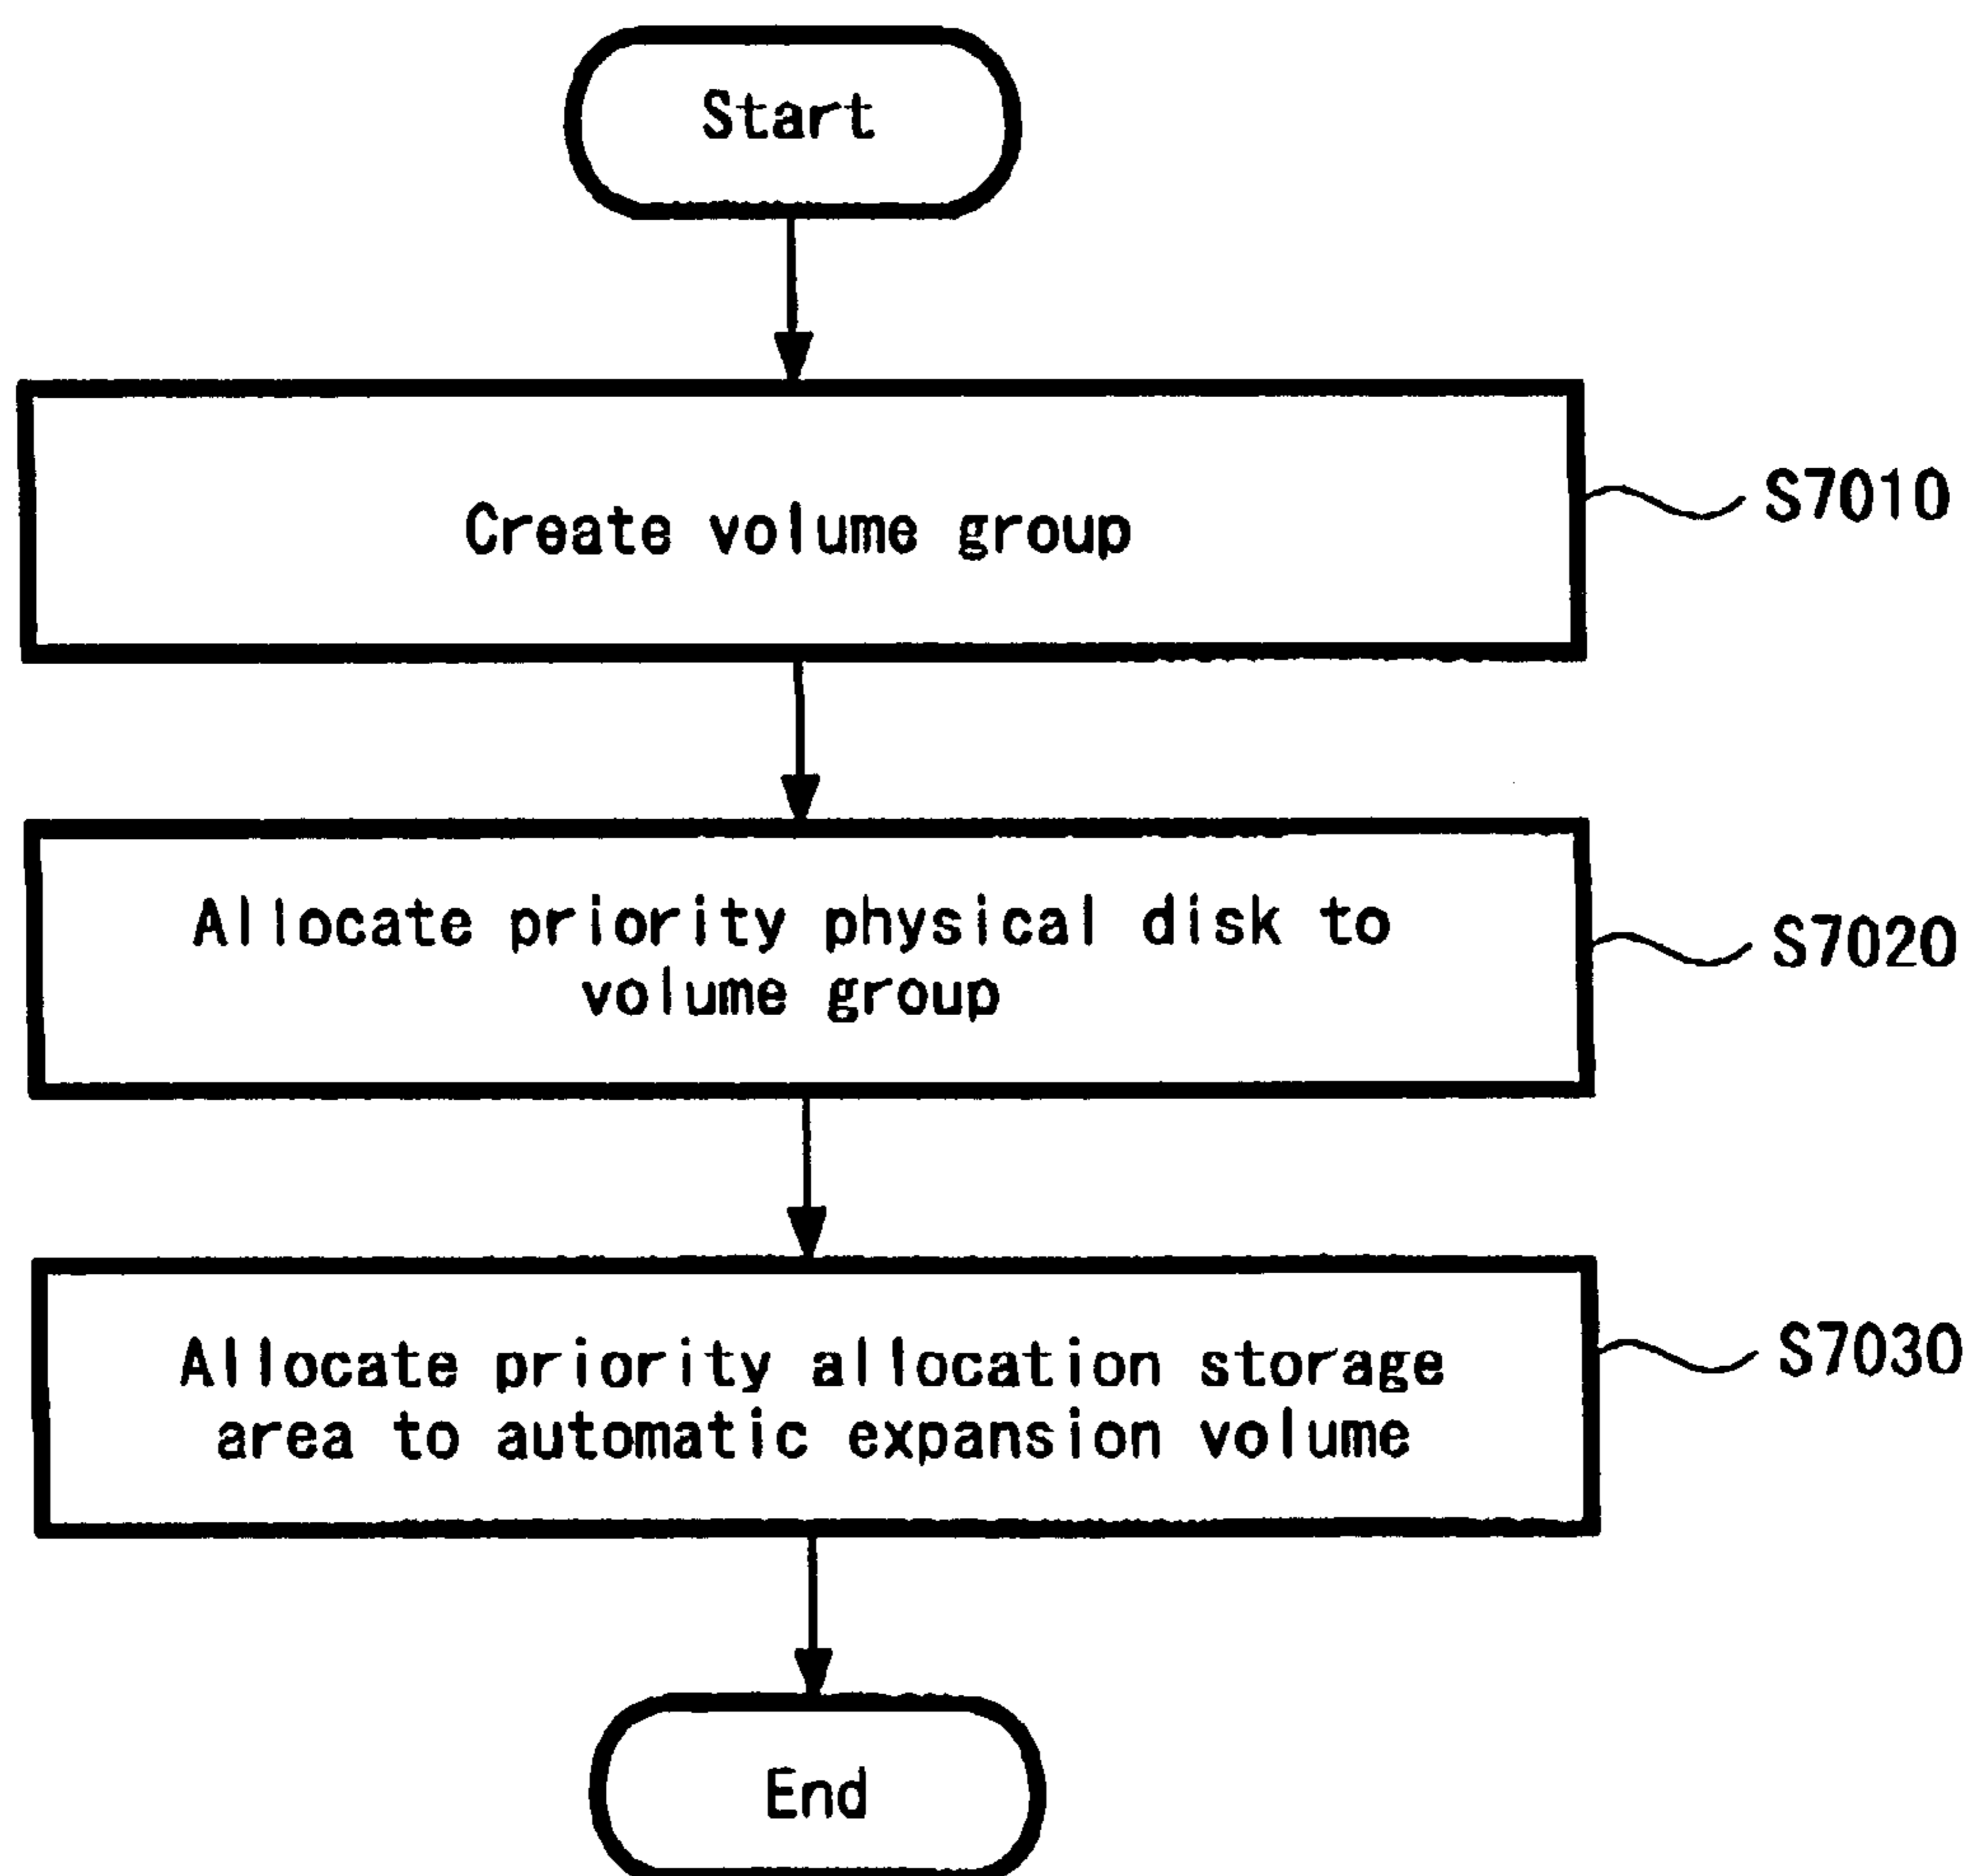 Start
Create volume group
S7010
Allocate priority physical disk to
volume group
S7020
Allocate priority allocation storage
area to automatic expansion volume
S7030
End